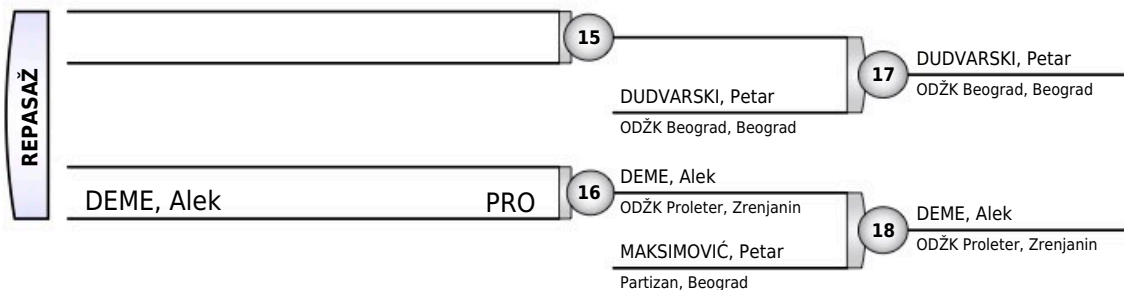 REPASAŽ
15
DUDVARSKI, Petar
ODŽK Beograd, Beograd
17
DUDVARSKI, Petar
ODŽK Beograd, Beograd
DEME, Alek PRO
16
DEME, Alek
ODŽK Proleter, Zrenjanin
MAKSIMOVIĆ, Petar
Partizan, Beograd
18
DEME, Alek
ODŽK Proleter, Zrenjanin